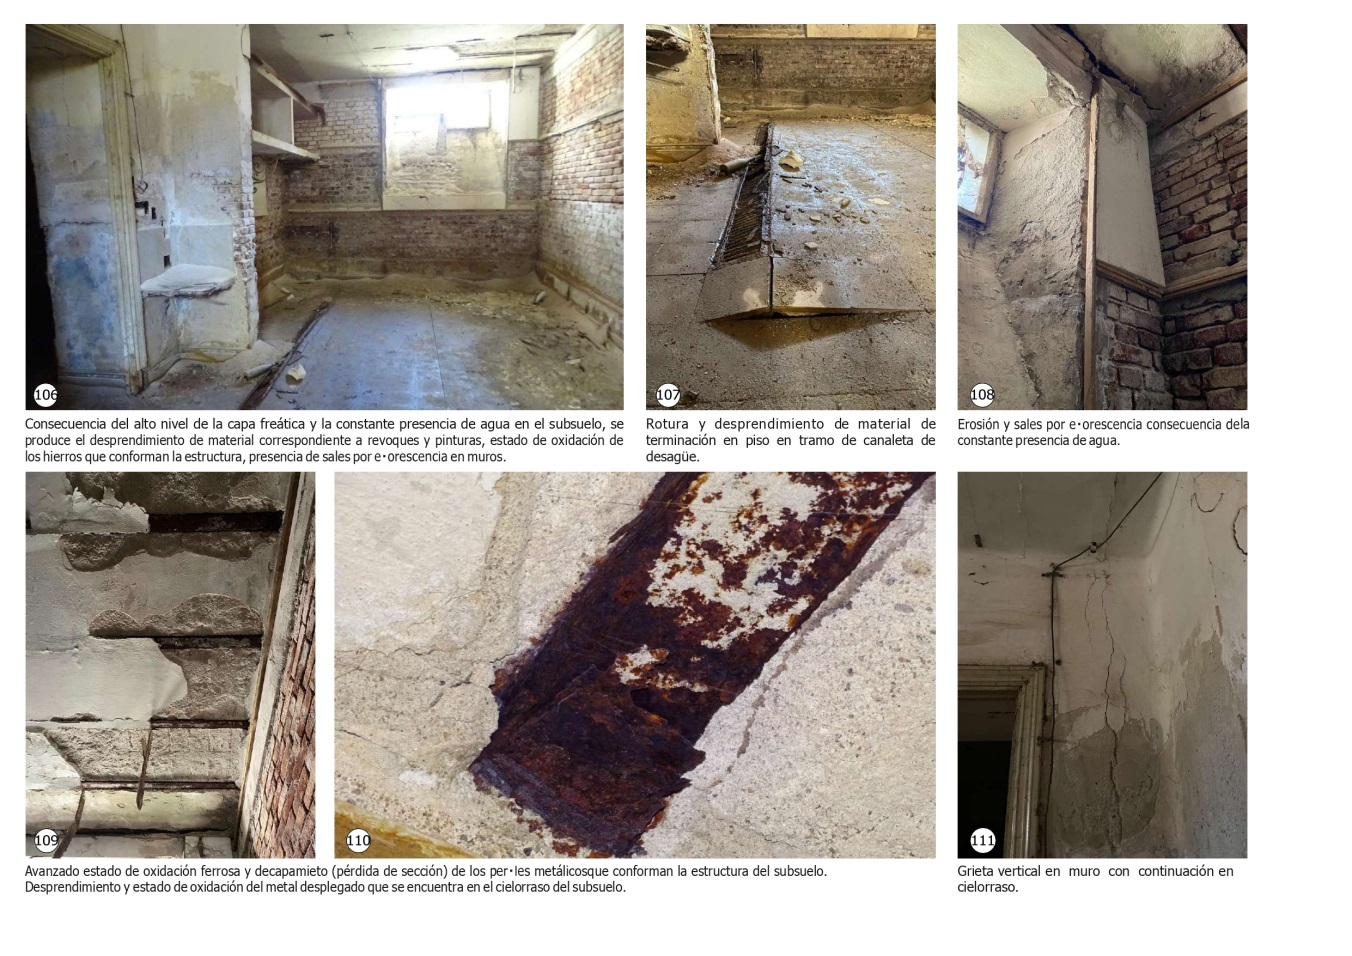 106
107
108
Consecuencia del alto nivel de la capa freática y la constante presencia de agua en el subsuelo, se
produce el desprendimiento de material correspondiente a revoques y pinturas, estado de oxidación de
los hierros que conforman la estructura, presencia de sales por e•orescencia en muros.
Rotura y desprendimiento de material de
terminación en piso en tramo de canaleta de
desagüe.
Erosión y sales por e•orescencia consecuencia dela
constante presencia de agua.
109
110
111
Avanzado estado de oxidación ferrosa y decapamieto (pérdida de sección) de los per•les metálicosque conforman la estructura del subsuelo.
Desprendimiento y estado de oxidación del metal desplegado que se encuentra en el cielorraso del subsuelo.
Grieta vertical en muro con continuación en
cielorraso.